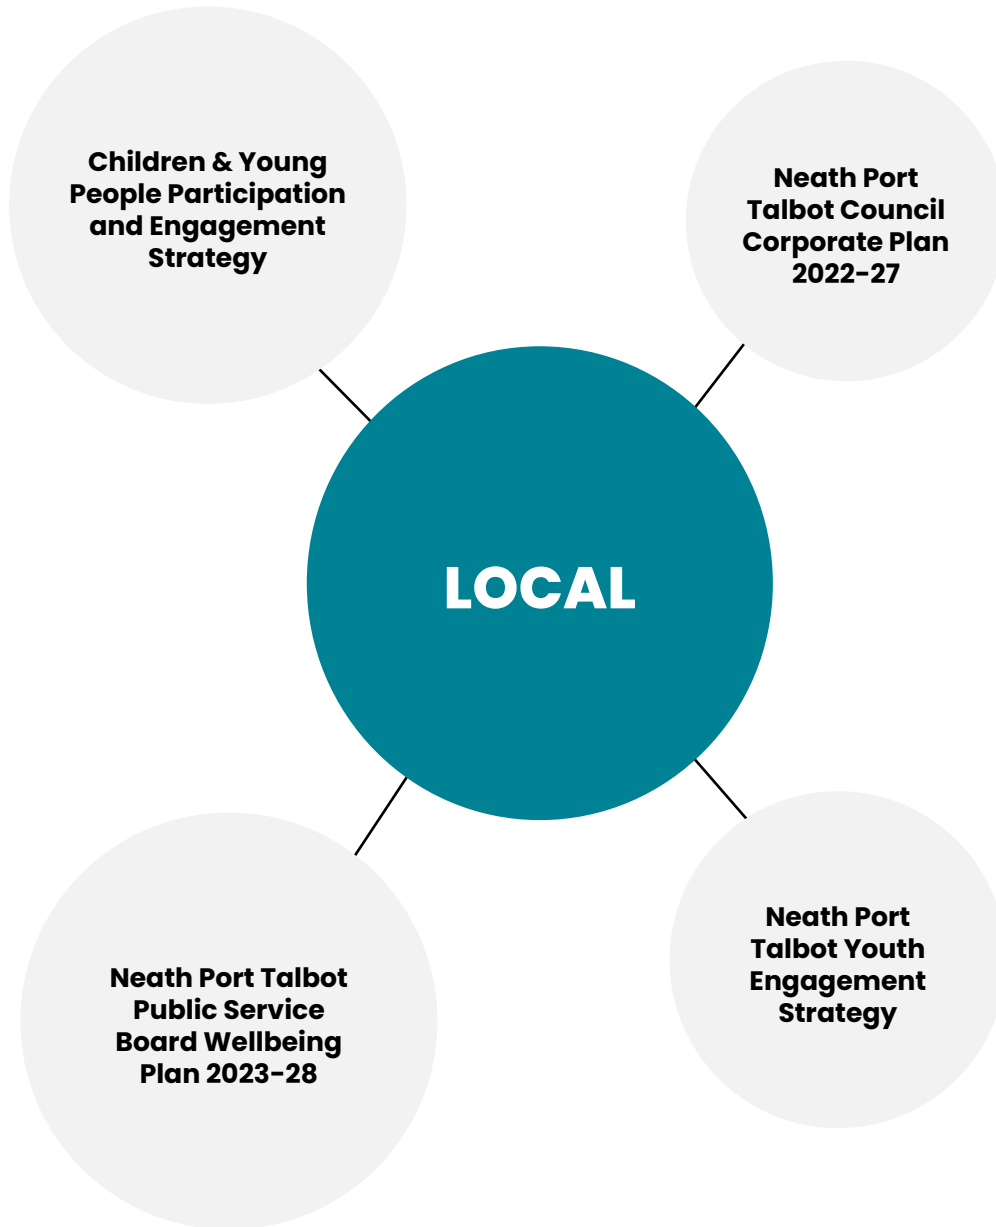 Children & Young
People Participation
and Engagement
Strategy
Neath Port
Talbot Council
Corporate Plan
2022-27
LOCAL
Neath Port Talbot
Public Service
Board Wellbeing
Plan 2023-28
Neath Port
Talbot Youth
Engagement
Strategy